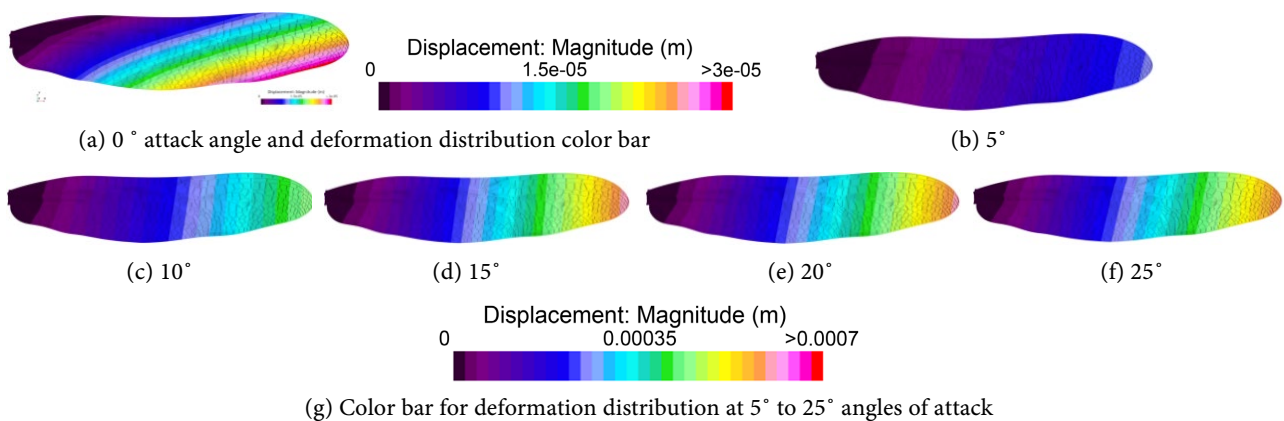 Displacement: Magnitude (m)
0 1.5e-05 >3e-05
(a) 0 ° attack angle and deformation distribution color bar
(b) 5˚
(c) 10˚
(d) 15˚
(e) 20˚
(f) 25˚
Displacement: Magnitude (m)
0 0.00035 >0.0007
(g) Color bar for deformation distribution at 5˚ to 25˚ angles of attack